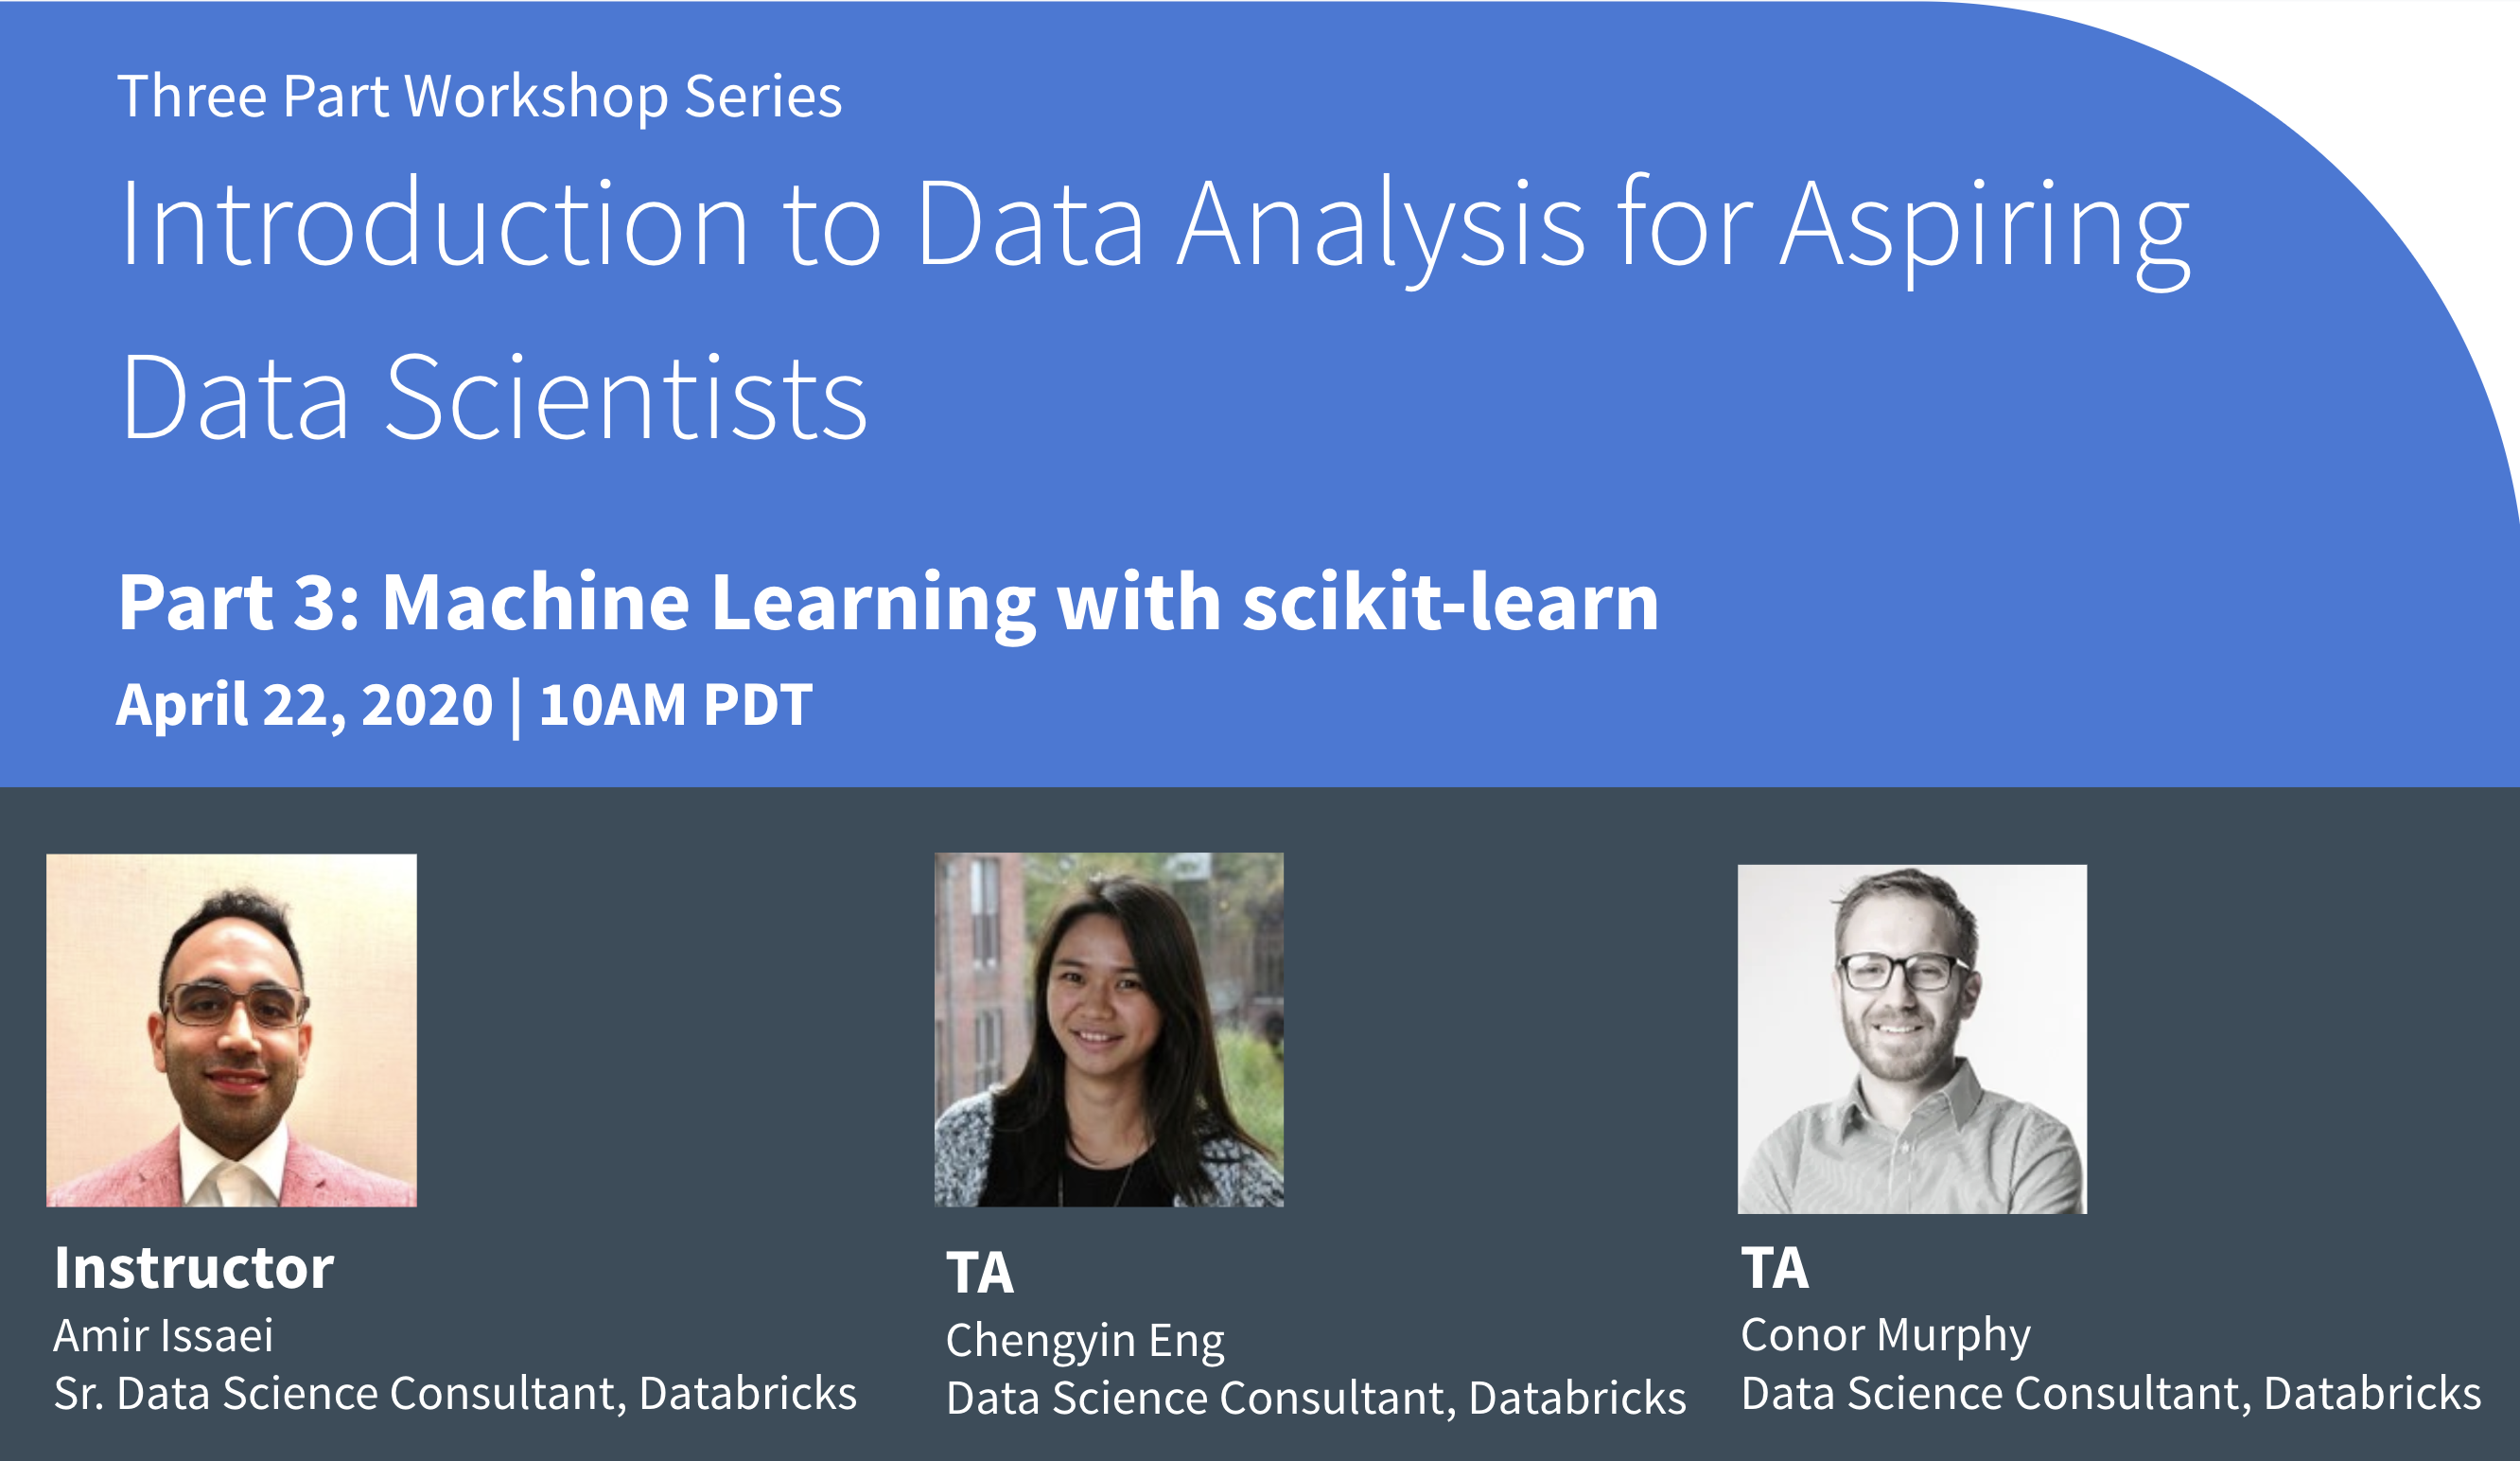 Three Part Workshop Series
Introduction to Data Analysis for Aspiring
Data Scientists
Part 3: Machine Learning with scikit-learn
April 22, 2020 | 10AM PDT
Instructor
Amir Issaei
Sr. Data Science Consultant, Databricks
TA
Chengyin Eng
Data Science Consultant, Databricks
TA
Conor Murphy
Data Science Consultant, Databricks